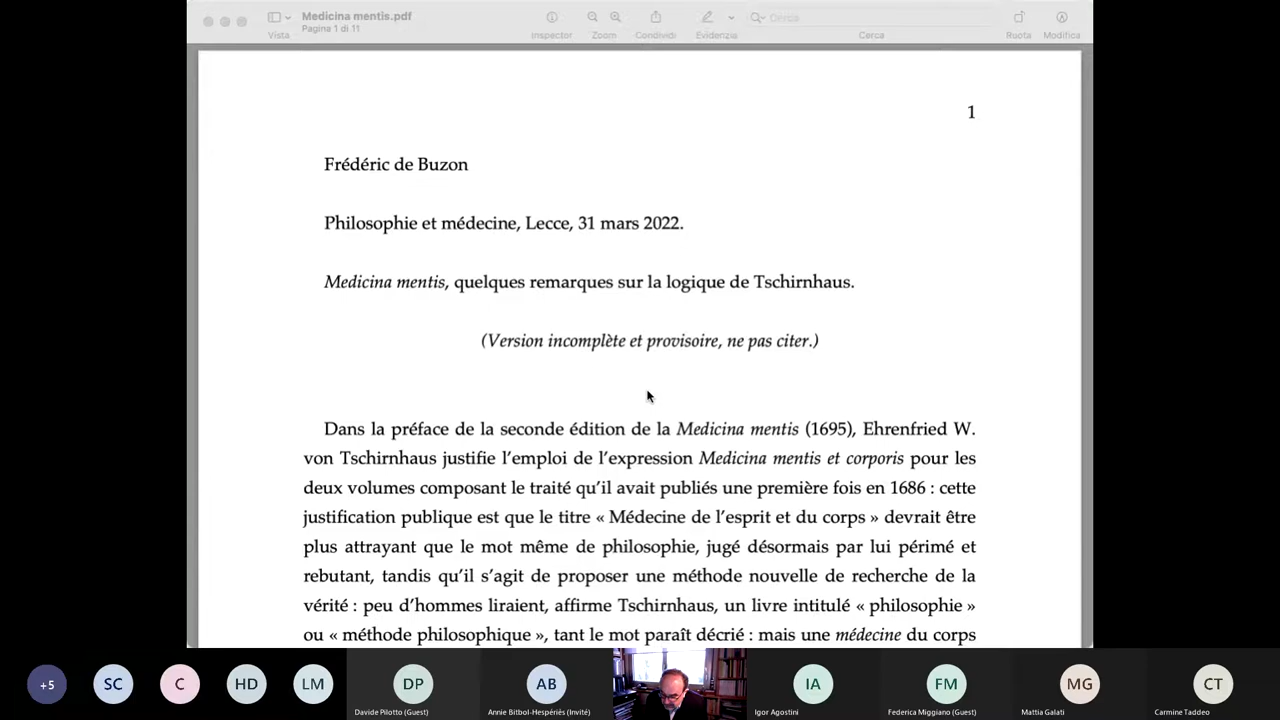 Medicina mentis.pdf
Pagina 1 di 11
Vista
Inspector
Zoom
Condividi
Evidenzia
Cerca
Cerca
Ruota
Modifica
1
Frédéric de Buzon
Philosophie et médecine, Lecce, 31 mars 2022.
Medicina mentis, quelques remarques sur la logique de Tschirnhaus.
(Version incomplète et provisoire, ne pas citer.)
Dans la préface de la seconde édition de la Medicina mentis (1695), Ehrenfried W.
von Tschirnhaus justifie l’emploi de l’expression Medicina mentis et corporis pour les
deux volumes composant le traité qu’il avait publiés une première fois en 1686 : cette
justification publique est que le titre « Médecine de l’esprit et du corps » devrait être
plus attrayant que le mot même de philosophie, jugé désormais par lui périmé et
rebutant, tandis qu’il s’agit de proposer une méthode nouvelle de recherche de la
vérité : peu d’hommes liraient, affirme Tschirnhaus, un livre intitulé « philosophie »
ou « méthode philosophique », tant le mot paraît décrié : mais une médecine du corps
+5
SC
C
HD
LM
DP
AB
IA
FM
MG
CT
Davide Pilotto (Guest)
Annie Bitbol-Hespériès (Invité)
Igor Agostini
Federica Miggiano (Guest)
Mattia Galati
Carmine Taddeo